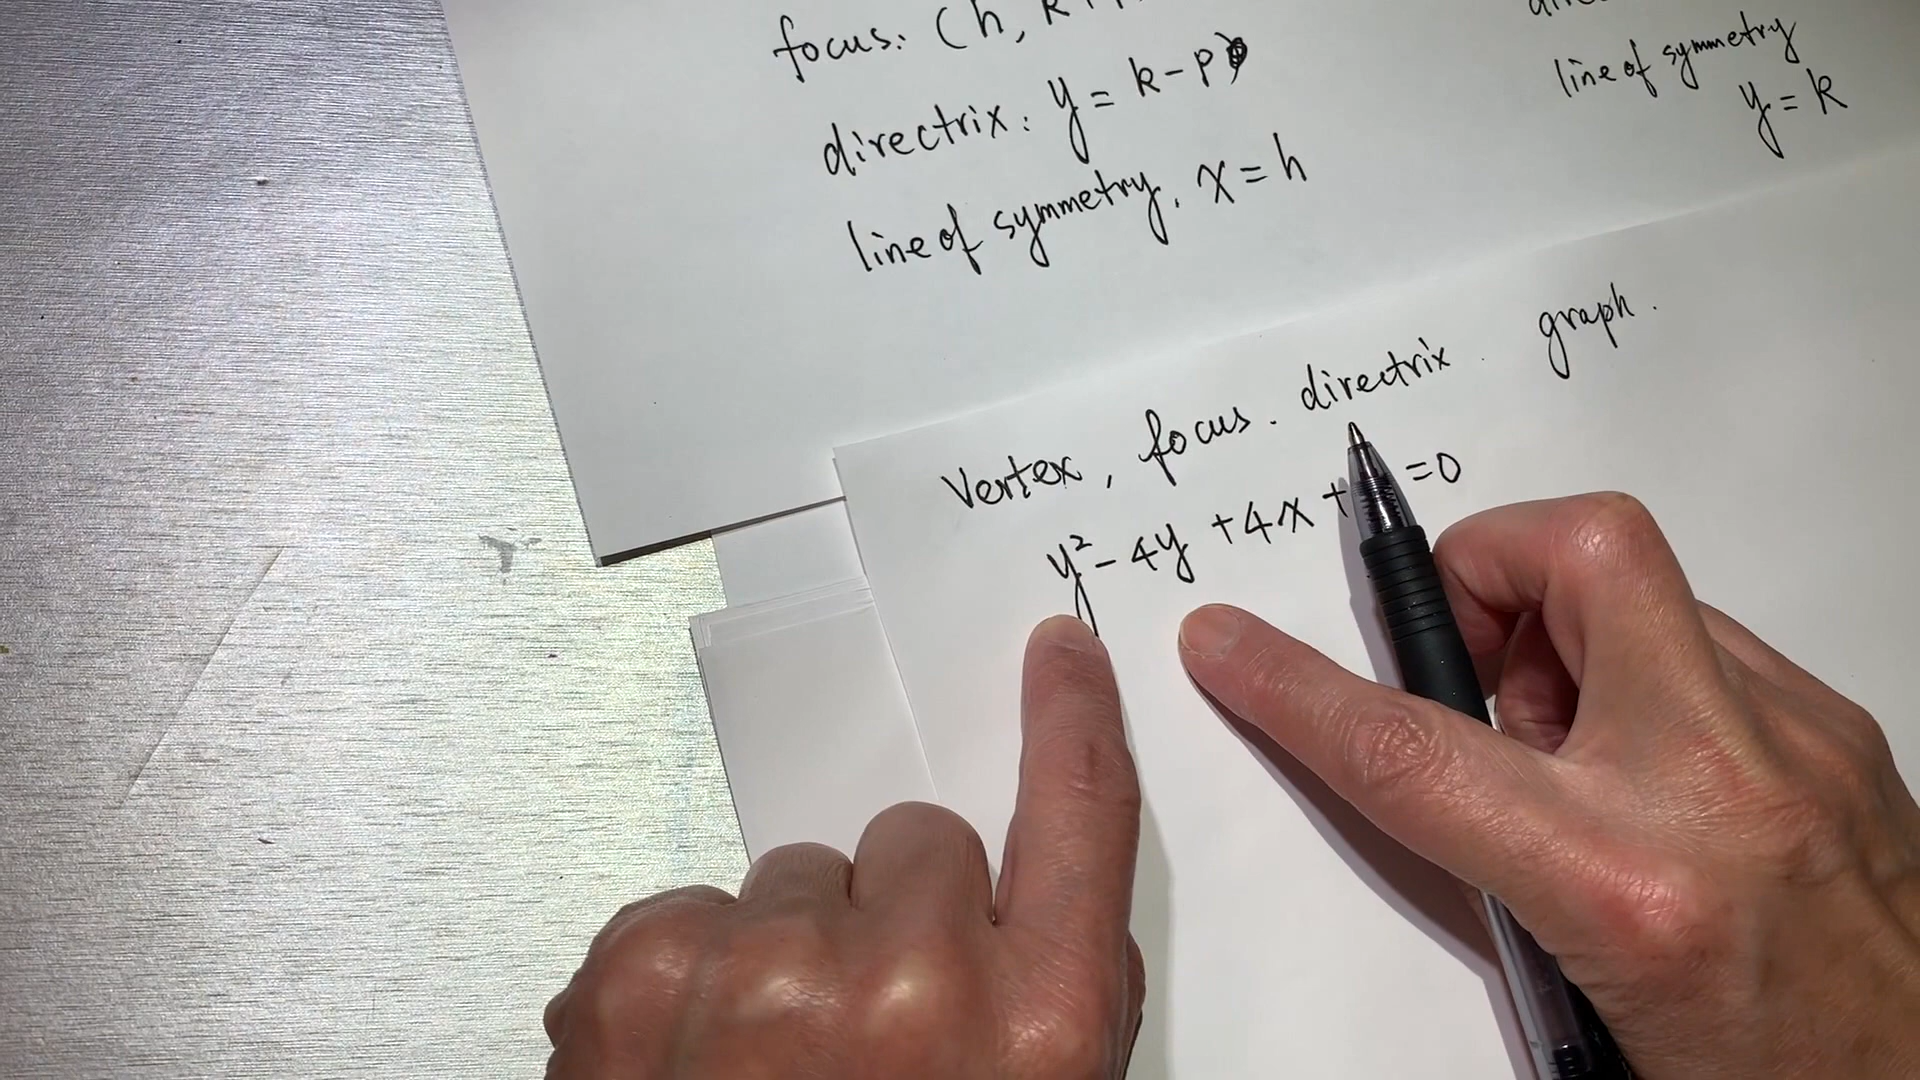 focus: (h, k
directrix: y = k - p
line of symmetry. x = h
line of symmetry
y = k
Vertex, focus. directrix. graph.
y² - 4y + 4x + = 0